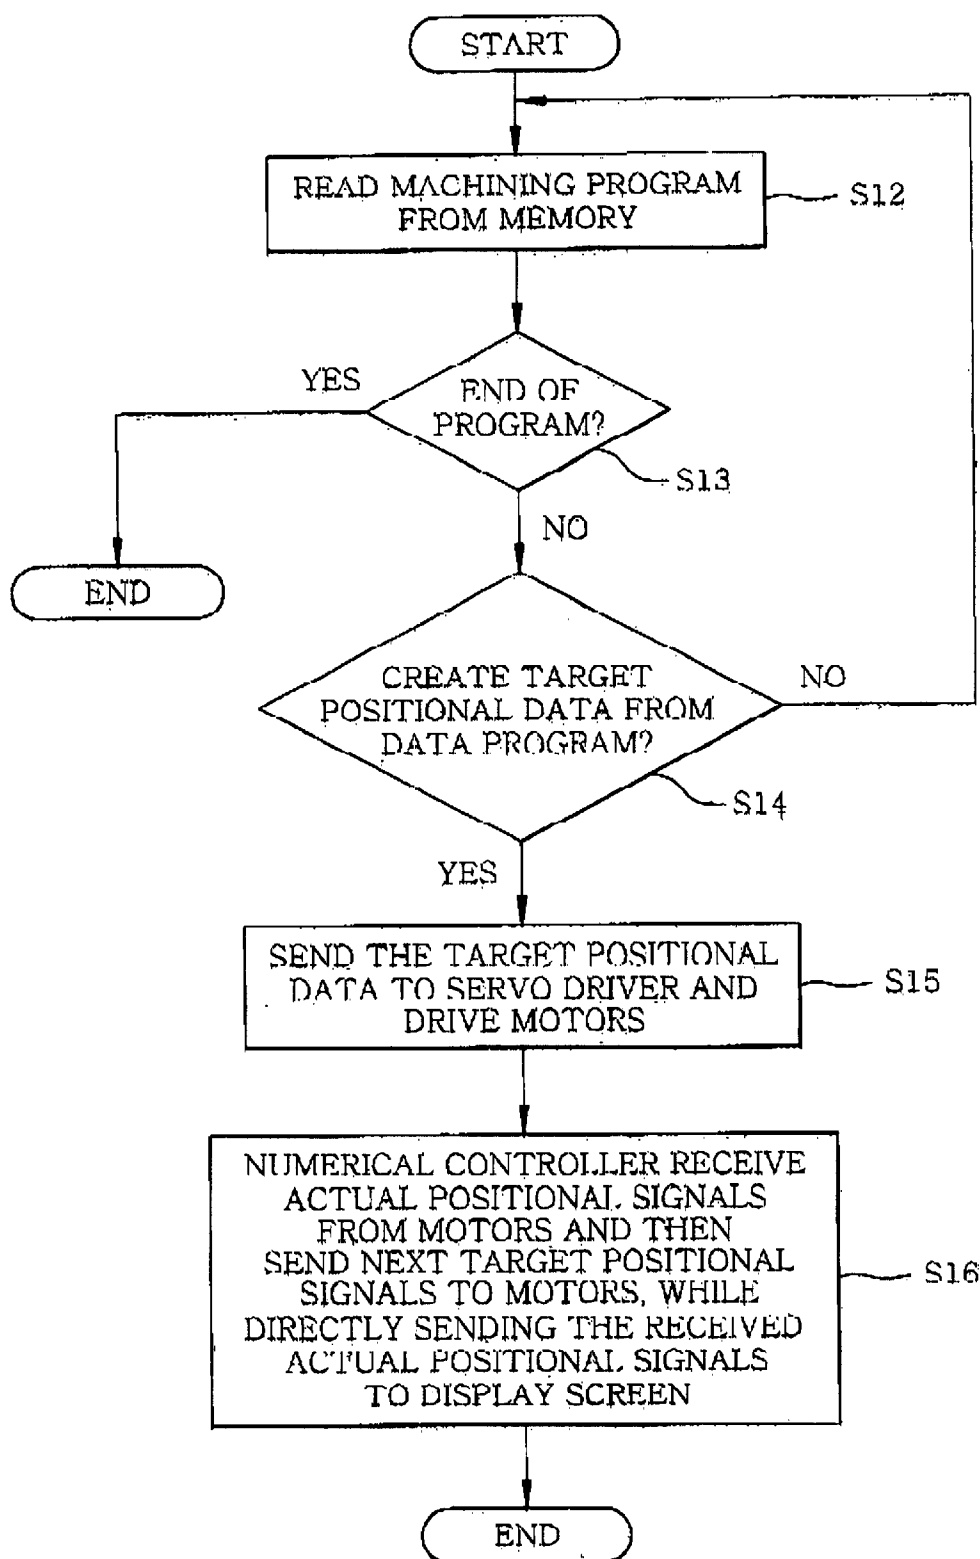 START
READ MACHINING PROGRAM
FROM MEMORY
S12
YES
END OF
PROGRAM?
S13
NO
END
CREATE TARGET
POSITIONAL DATA FROM
DATA PROGRAM?
NO
S14
YES
SEND THE TARGET POSITIONAL
DATA TO SERVO DRIVER AND
DRIVE MOTORS
S15
NUMERICAL CONTROLLER RECEIVE
ACTUAL POSITIONAL SIGNALS
FROM MOTORS AND THEN
SEND NEXT TARGET POSITIONAL
SIGNALS TO MOTORS, WHILE
DIRECTLY SENDING THE RECEIVED
ACTUAL POSITIONAL SIGNALS
TO DISPLAY SCREEN
S16
END